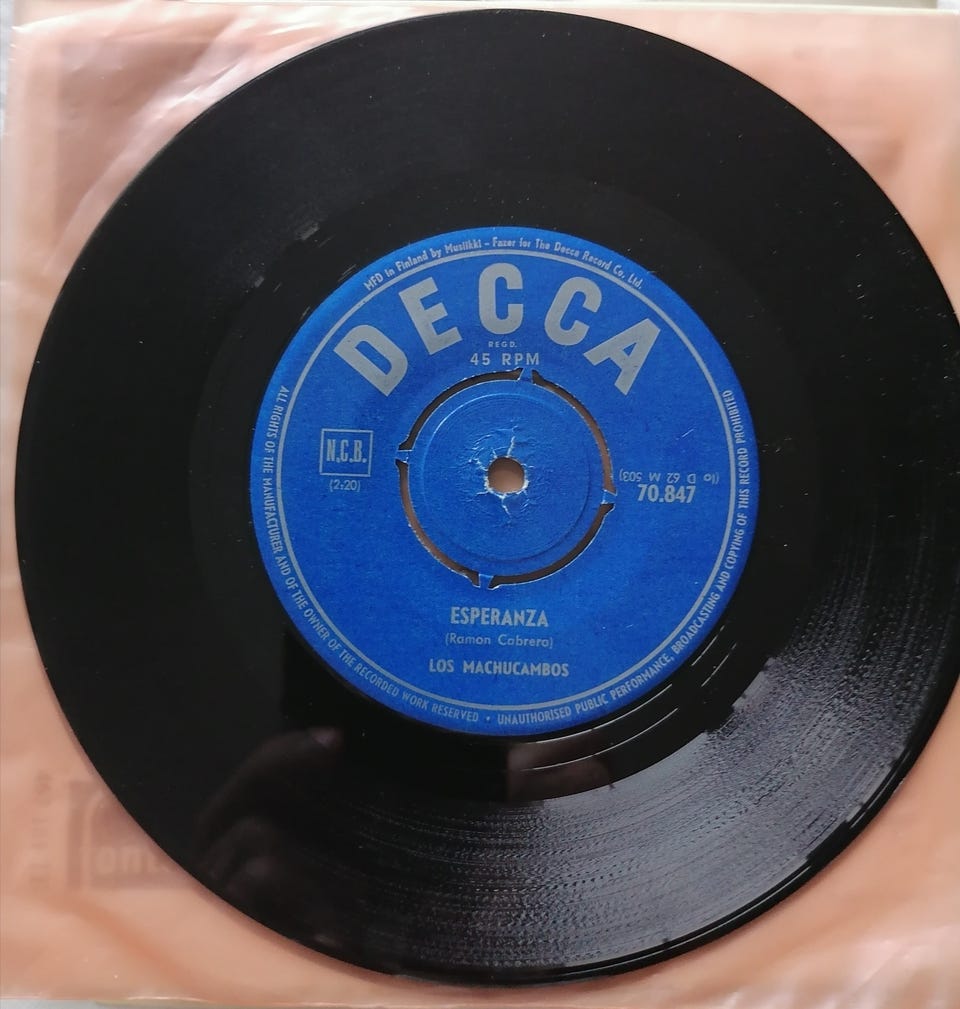 MFD in Finland by Musiikki - Fazer for The Decca Record Co. Ltd.
DECCA
REGD.
45 RPM
N.C.B.
(2:20)
(Io D 62 M 503)
70.847
ESPERANZA
(Ramon Cabrera)
LOS MACHUCAMBOS
ALL RIGHTS OF THE MANUFACTURER AND OF THE OWNER OF THE RECORDED WORK RESERVED • UNAUTHORISED PUBLIC PERFORMANCE, BROADCASTING AND COPYING OF THIS RECORD PROHIBITED